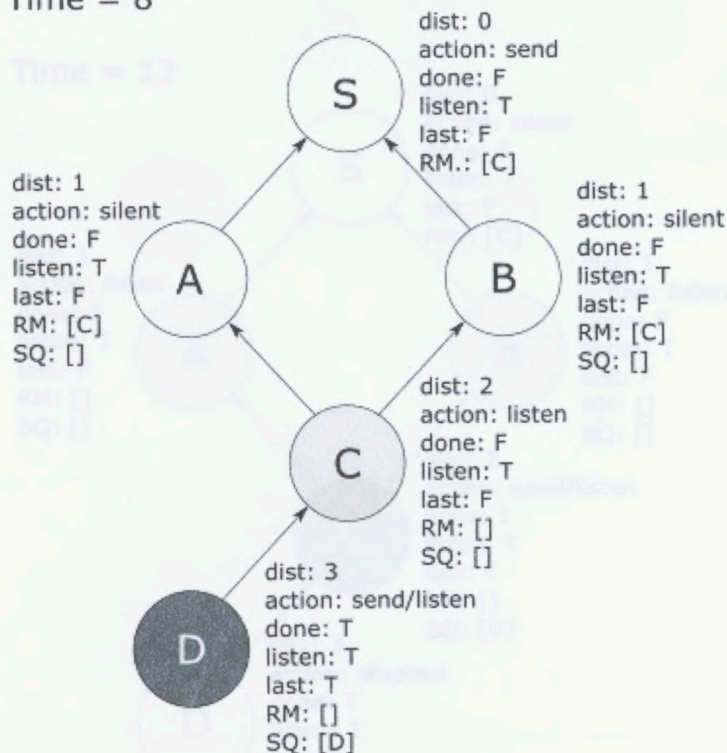 Time = 8
Time = 12
dist: 0
action: send
done: F
listen: T
last: F
RM.: [C]
S
dist: 1
action: silent
done: F
listen: T
last: F
RM: [C]
SQ: []
A
dist: 1
action: silent
done: F
listen: T
last: F
RM: [C]
SQ: []
B
dist: 2
action: listen
done: F
listen: T
last: F
RM: []
SQ: []
C
dist: 3
action: send/listen
done: T
listen: T
last: T
RM: []
SQ: [D]
D